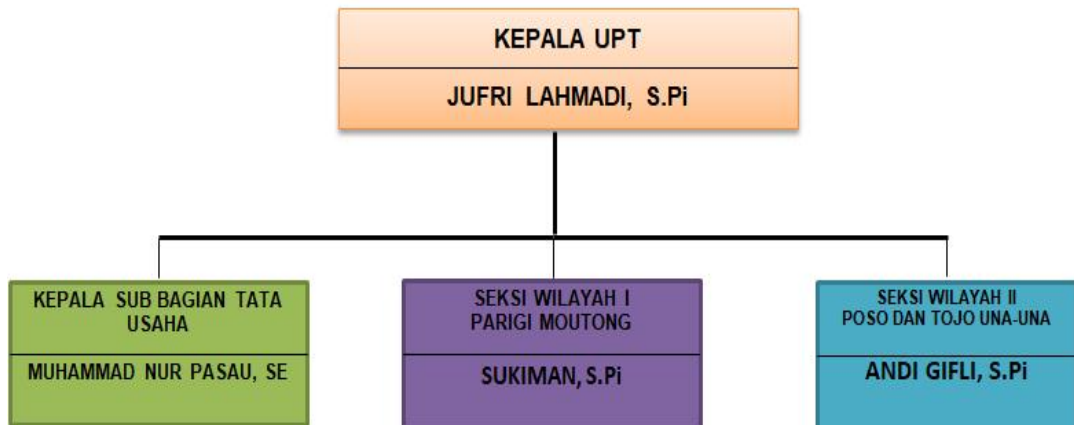 KEPALA UPT
JUFRI LAHMADI, S.Pi
KEPALA SUB BAGIAN TATA
USAHA
MUHAMMAD NUR PASAU, SE
SEKSI WILAYAH I
PARIGI MOUTONG
SUKIMAN, S.Pi
SEKSI WILAYAH II
POSO DAN TOJO UNA-UNA
ANDI GIFLI, S.Pi